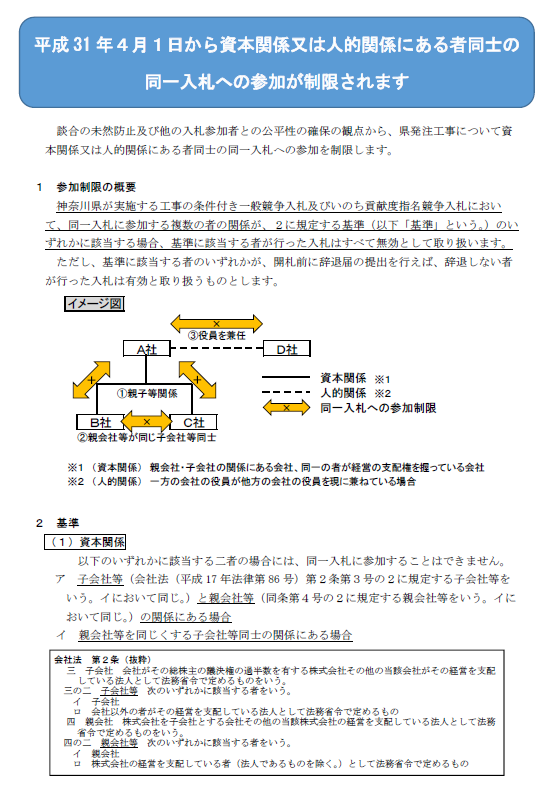 平成 31 年４月１日から資本関係又は人的関係にある者同士の
同一入札への参加が制限されます
談合の未然防止及び他の入札参加者との公平性の確保の観点から、県発注工事について資
本関係又は人的関係にある者同士の同一入札への参加を制限します。
１ 参加制限の概要
神奈川県が実施する工事の条件付き一般競争入札及びいのち貢献度指名競争入札におい
て、同一入札に参加する複数の者の関係が、２に規定する基準（以下「基準」という。）のい
ずれかに該当する場合、基準に該当する者が行った入札はすべて無効として取り扱います。
ただし、基準に該当する者のいずれかが、開札前に辞退届の提出を行えば、辞退しない者
が行った入札は有効と取り扱うものとします。
イメージ図
×
③役員を兼任
A社
D社
×
×
①親子等関係
資本関係 ※1
人的関係 ※2
× 同一入札への参加制限
B社
×
C社
②親会社等が同じ子会社等同士
※1 （資本関係） 親会社・子会社の関係にある会社、同一の者が経営の支配権を握っている会社
※2 （人的関係） 一方の会社の役員が他方の会社の役員を現に兼ねている場合
２ 基準
（１）資本関係
以下のいずれかに該当する二者の場合には、同一入札に参加することはできません。
ア 子会社等（会社法（平成 17 年法律第 86 号）第２条第３号の２に規定する子会社等を
いう。イにおいて同じ。）と親会社等（同条第４号の２に規定する親会社等をいう。イに
おいて同じ。）の関係にある場合
イ 親会社等を同じくする子会社等同士の関係にある場合
会社法 第２条（抜粋）
三 子会社 会社がその総株主の議決権の過半数を有する株式会社その他の当該会社がその経営を支配
している法人として法務省令で定めるものをいう。
三の二 子会社等 次のいずれかに該当する者をいう。
イ 子会社
ロ 会社以外の者がその経営を支配している法人として法務省令で定めるもの
四 親会社 株式会社を子会社とする会社その他の当該株式会社の経営を支配している法人として法務
省令で定めるものをいう。
四の二 親会社等 次のいずれかに該当する者をいう。
イ 親会社
ロ 株式会社の経営を支配している者（法人であるものを除く。）として法務省令で定めるもの